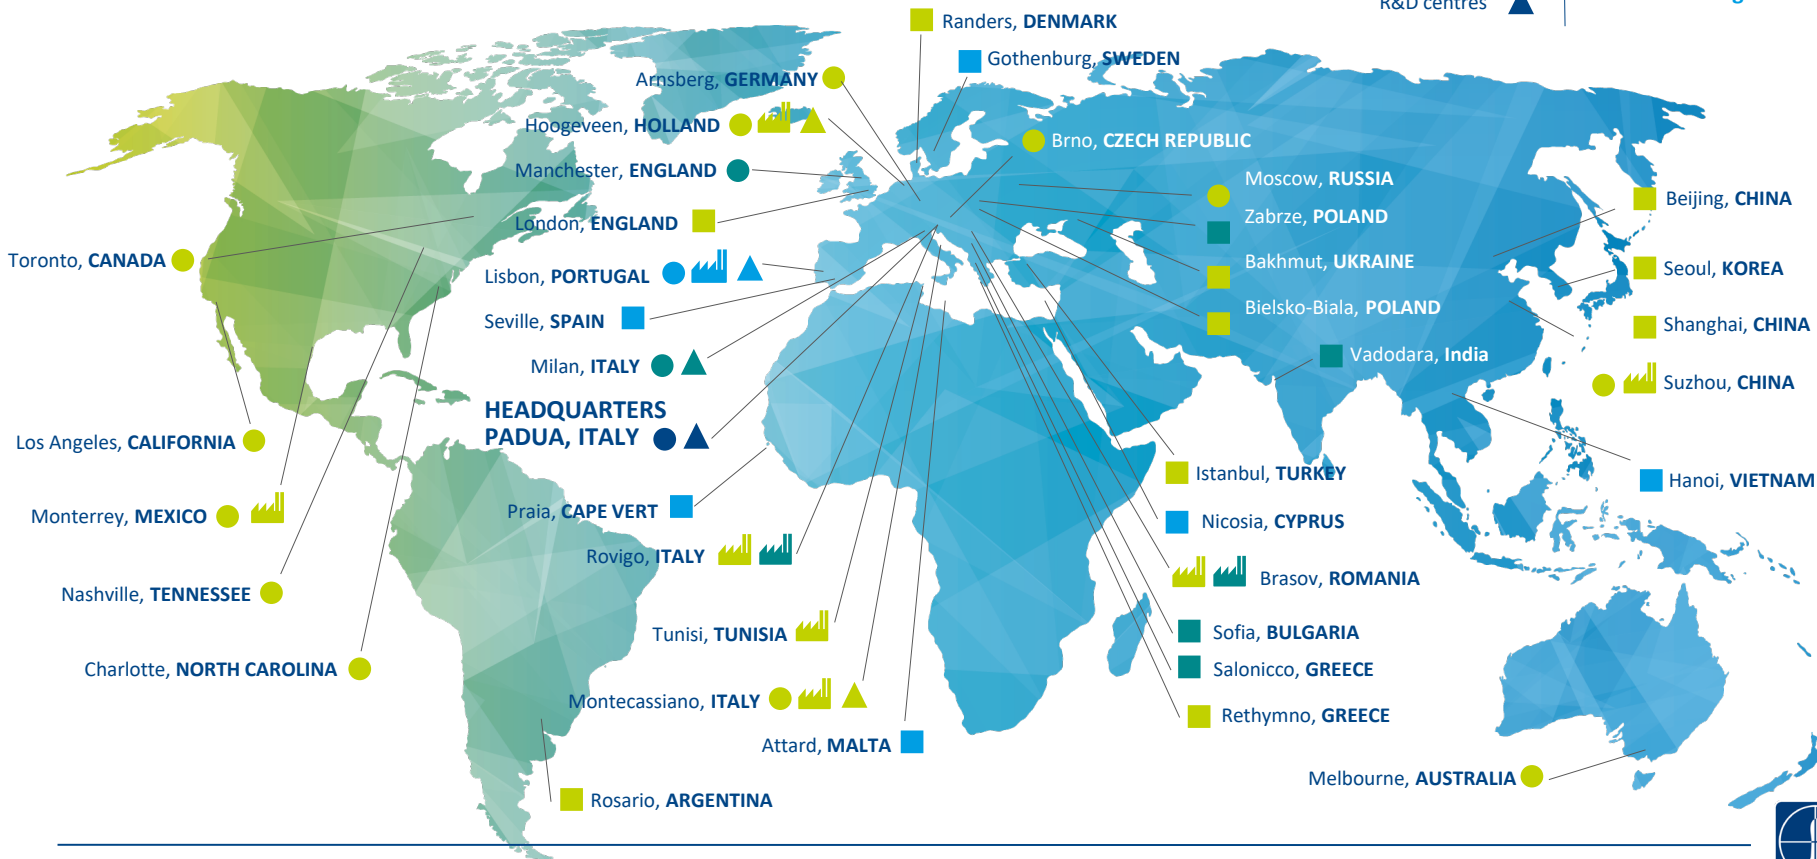 R&D centres
Randers, DENMARK
Gothenburg, SWEDEN
Arnsberg, GERMANY
Hoogeveen, HOLLAND
Brno, CZECH REPUBLIC
Manchester, ENGLAND
Moscow, RUSSIA
Beijing, CHINA
London, ENGLAND
Zabrze, POLAND
Toronto, CANADA
Lisbon, PORTUGAL
Bakhmut, UKRAINE
Seoul, KOREA
Seville, SPAIN
Bielsko-Biala, POLAND
Shanghai, CHINA
Milan, ITALY
Vadodara, India
Suzhou, CHINA
HEADQUARTERS
PADUA, ITALY
Los Angeles, CALIFORNIA
Istanbul, TURKEY
Hanoi, VIETNAM
Monterrey, MEXICO
Praia, CAPE VERT
Nicosia, CYPRUS
Rovigo, ITALY
Brasov, ROMANIA
Nashville, TENNESSEE
Tunisi, TUNISIA
Sofia, BULGARIA
Charlotte, NORTH CAROLINA
Salonicco, GREECE
Montecassiano, ITALY
Rethymno, GREECE
Attard, MALTA
Melbourne, AUSTRALIA
Rosario, ARGENTINA